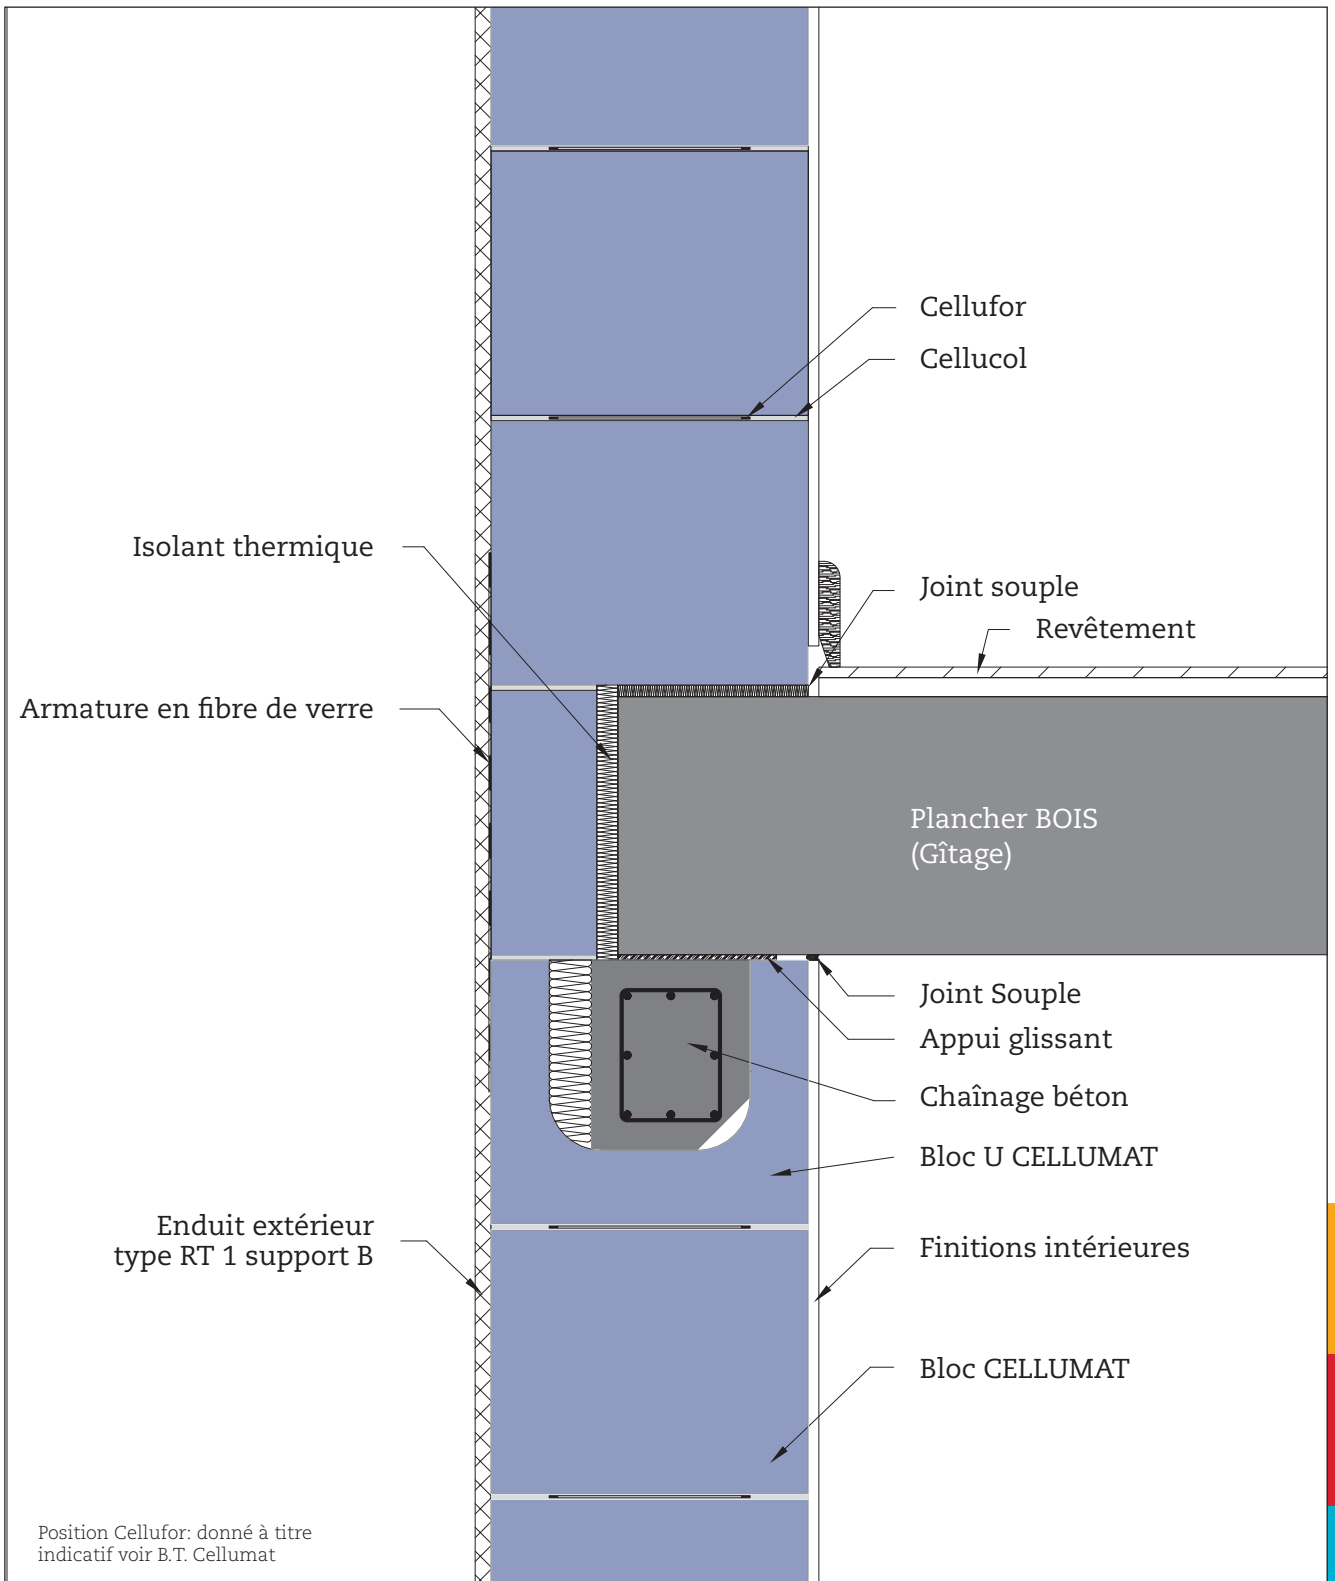 Cellufor
Cellucol
Isolant thermique
Joint souple
Revêtement
Armature en fibre de verre
Plancher BOIS
(Gîtage)
Joint Souple
Appui glissant
Chaînage béton
Bloc U CELLUMAT
Enduit extérieur
type RT 1 support B
Finitions intérieures
Bloc CELLUMAT
Position Cellufor: donné à titre
indicatif voir B.T. Cellumat